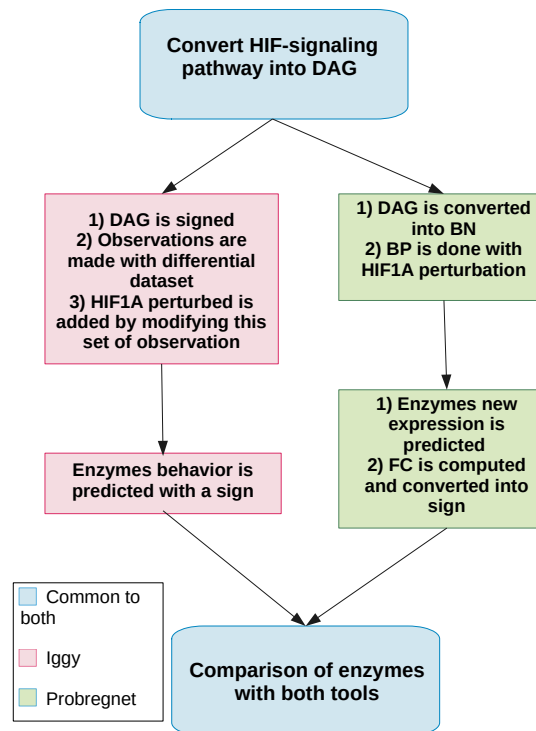 Convert HIF-signaling
pathway into DAG
1) DAG is signed
2) Observations are
made with differential
dataset
3) HIF1A perturbed is
added by modifying this
set of observation
1) DAG is converted
into BN
2) BP is done with
HIF1A perturbation
Enzymes behavior is
predicted with a sign
1) Enzymes new
expression is
predicted
2) FC is computed
and converted into
sign
Common to
both
Iggy
Probregnet
Comparison of enzymes
with both tools